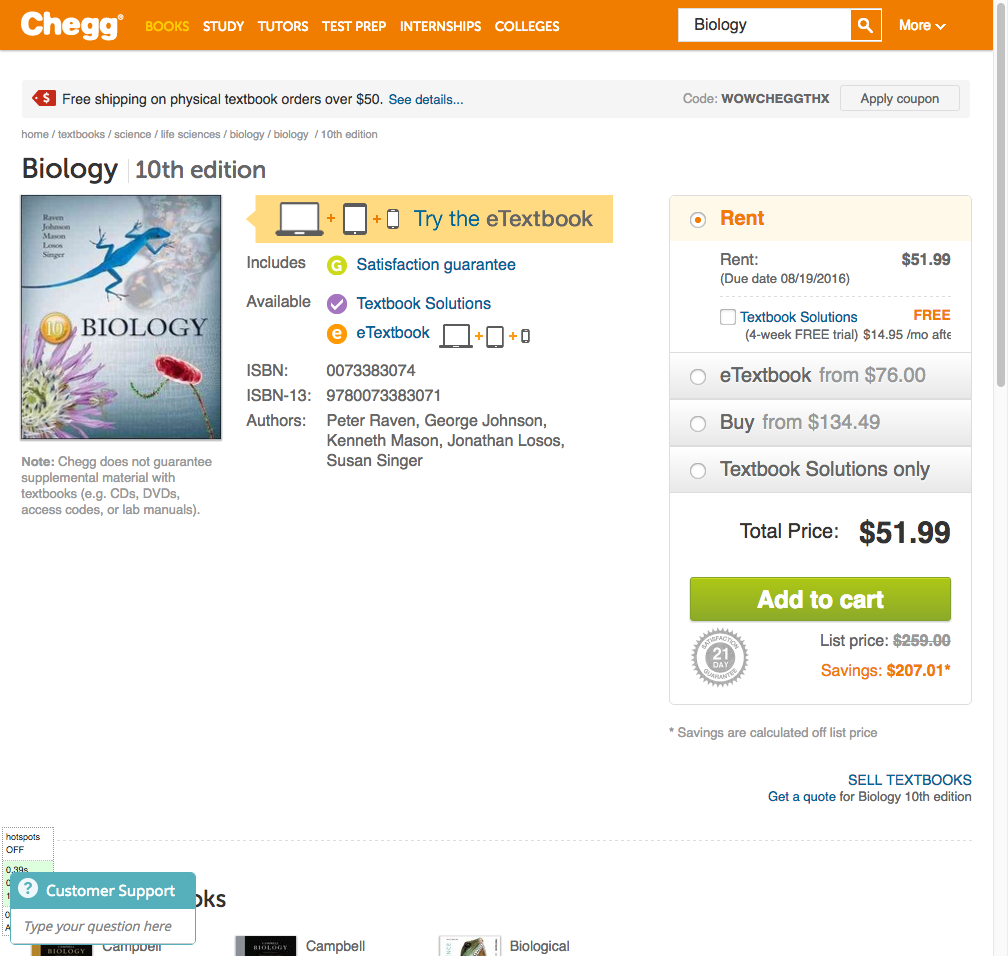 Chegg®
BOOKS STUDY TUTORS TEST PREP INTERNSHIPS COLLEGES
Biology
More
$ Free shipping on physical textbook orders over $50. See details...
Code: WOWCHEGGTHX
Apply coupon
home / textbooks / science / life sciences / biology / biology / 10th edition
Biology 10th edition
Raven
Johnson
Mason
Losos
Singer
10 BIOLOGY
Note: Chegg does not guarantee
supplemental material with
textbooks (e.g. CDs, DVDs,
access codes, or lab manuals).
+ + Try the eTextbook
Includes G Satisfaction guarantee
Available Textbook Solutions
e eTextbook + +
ISBN: 0073383074
ISBN-13: 9780073383071
Authors: Peter Raven, George Johnson,
Kenneth Mason, Jonathan Losos,
Susan Singer
Rent
Rent: $51.99
(Due date 08/19/2016)
Textbook Solutions FREE
(4-week FREE trial) $14.95 /mo afte
eTextbook from $76.00
Buy from $134.49
Textbook Solutions only
Total Price: $51.99
Add to cart
SATISFACTION
21
DAY
GUARANTEE
List price: $259.00
Savings: $207.01*
* Savings are calculated off list price
SELL TEXTBOOKS
Get a quote for Biology 10th edition
hotspots
OFF
0.39s
? Customer Support
Type your question here
oks
Campbell
BIOLOGY
Campbell
BIOLOGY
Biological